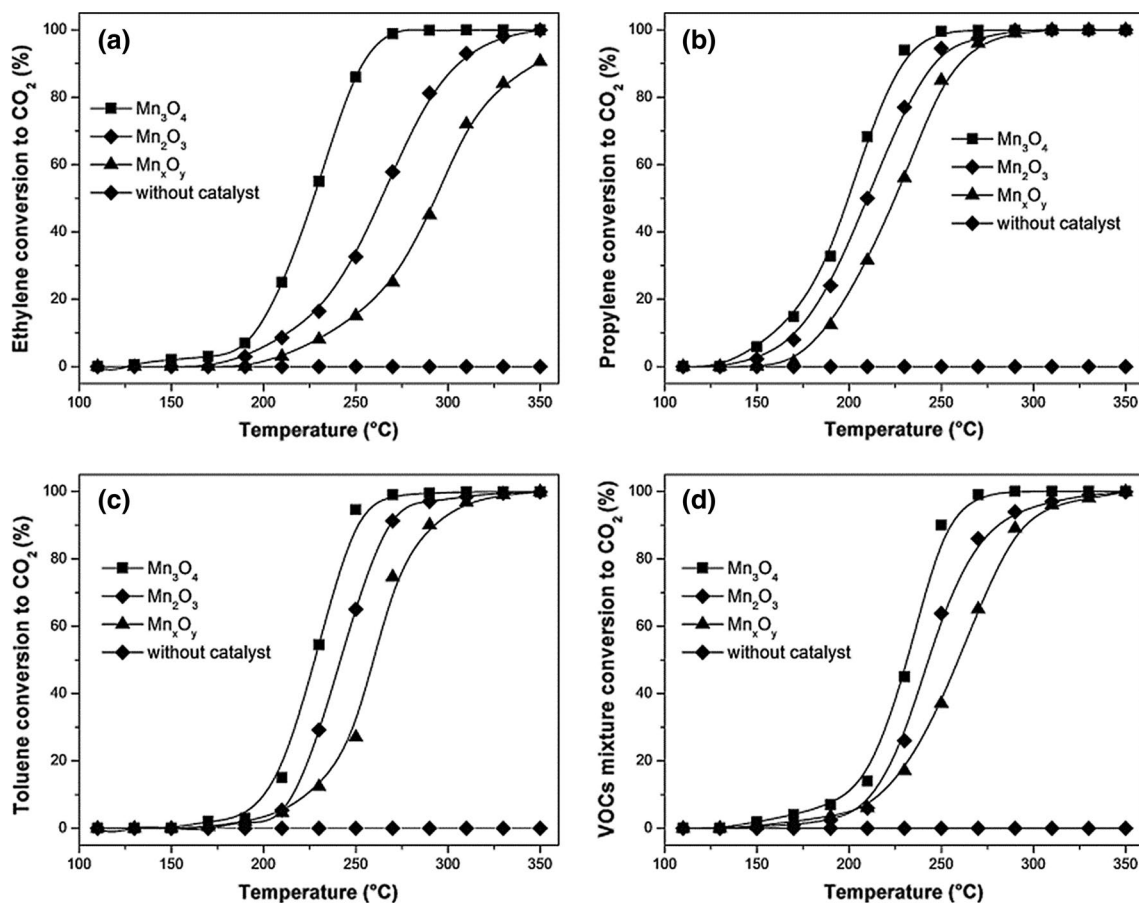 (a)
Ethylene conversion to CO₂ (%)
100
80
60
40
20
0
Mn₃O₄
Mn₂O₃
MnₓOᵧ
without catalyst
100 150 200 250 300 350
Temperature (°C)
(b)
Propylene conversion to CO₂ (%)
100
80
60
40
20
0
Mn₃O₄
Mn₂O₃
MnₓOᵧ
without catalyst
100 150 200 250 300 350
Temperature (°C)
(c)
Toluene conversion to CO₂ (%)
100
80
60
40
20
0
Mn₃O₄
Mn₂O₃
MnₓOᵧ
without catalyst
100 150 200 250 300 350
Temperature (°C)
(d)
VOCs mixture conversion to CO₂ (%)
100
80
60
40
20
0
Mn₃O₄
Mn₂O₃
MnₓOᵧ
without catalyst
100 150 200 250 300 350
Temperature (°C)